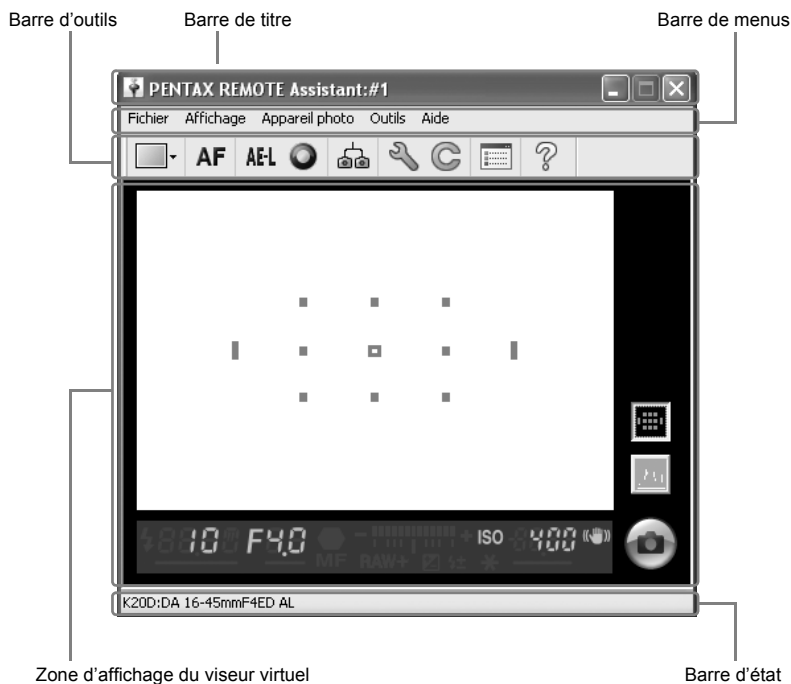 Barre d’outils Barre de titre Barre de menus
PENTAX REMOTE Assistant:#1
Fichier Affichage Appareil photo Outils Aide
AF AE-L
10 F4.0 ISO 400
MF RAW+
K20D:DA 16-45mmF4ED AL
Zone d’affichage du viseur virtuel Barre d’état